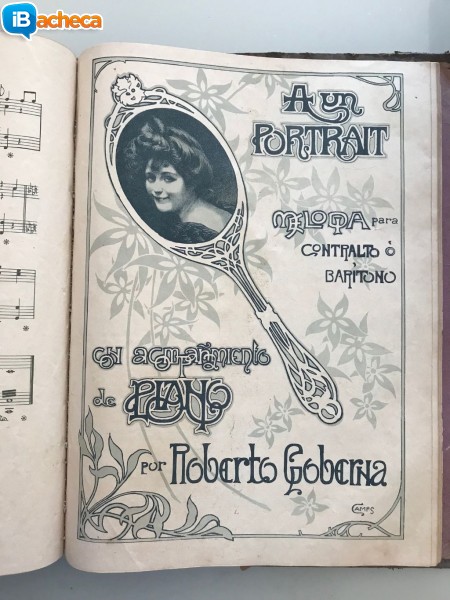 iBacheca
A un
PORTRAIT
MELODIA para
CONTRALTO Ó
BARÍTONO
CON ACOMPAÑAMIENTO
de PIANO
por Roberto Goberna
CAMPS